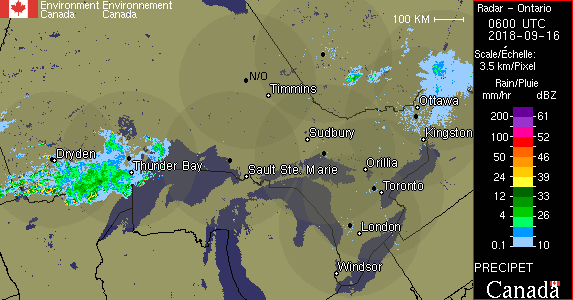 Environment Environnement
Canada Canada
100 KM
N/O
Timmins
Ottawa
Sudbury
Kingston
Dryden
Thunder Bay
Sault Ste. Marie
Orillia
Toronto
London
Windsor
Radar - Ontario
0600 UTC
2018-09-16
Scale/Échelle:
3.5 km/Pixel
Rain/Pluie
mm/hr dBZ
200 61
100 52
50 46
24 39
12 33
4 26
0.1 10
PRECIPET
Canada